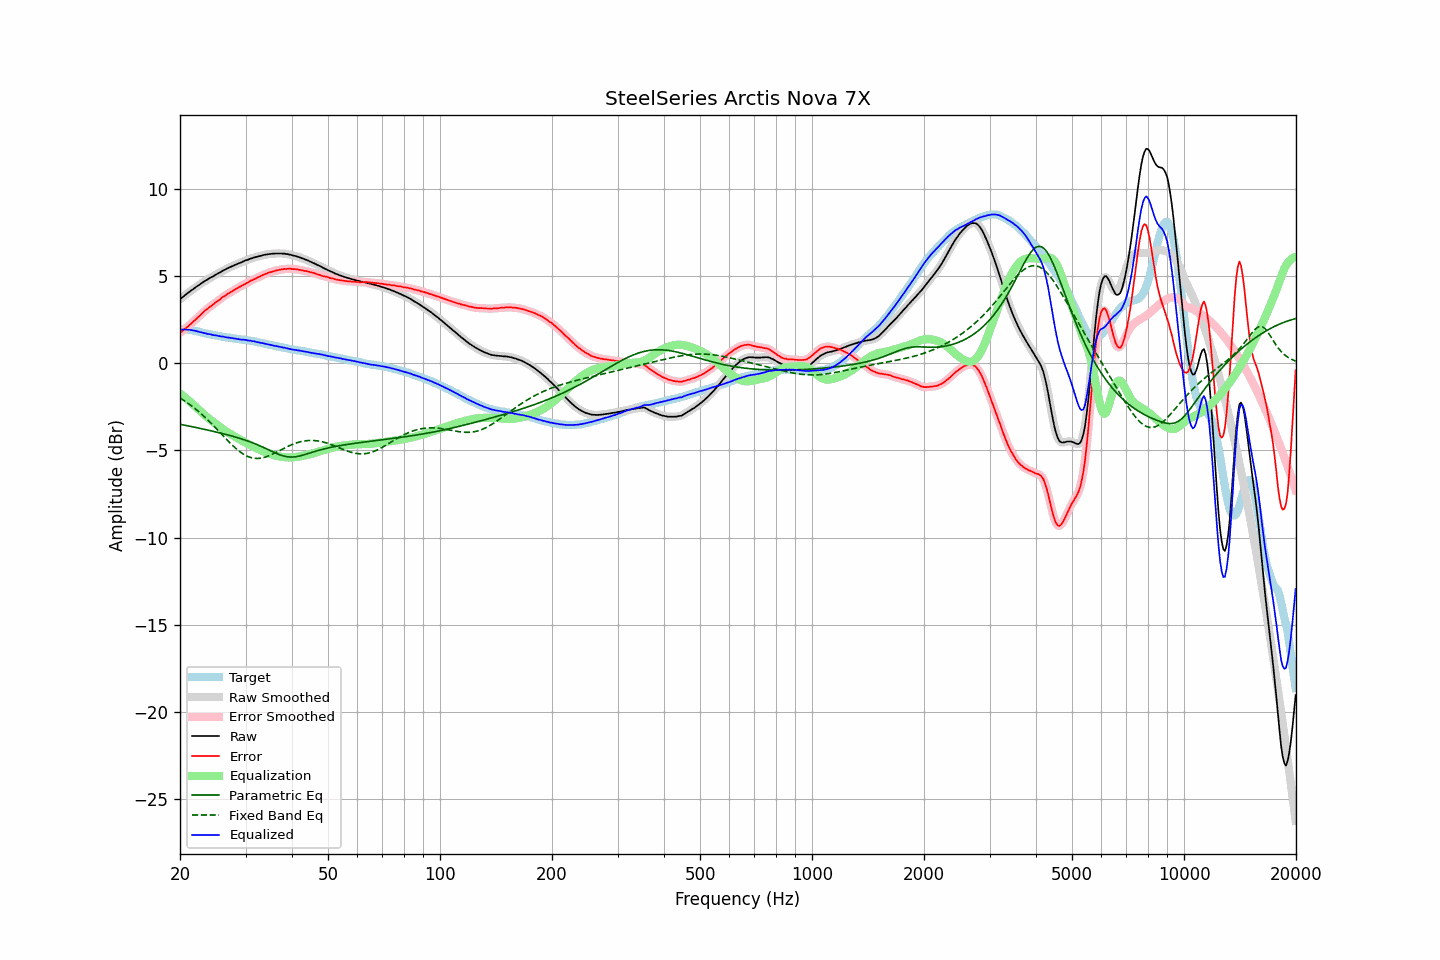 SteelSeries Arctis Nova 7X
Amplitude (dBr)
10
5
0
−5
−10
−15
−20
−25
Target
Raw Smoothed
Error Smoothed
Raw
Error
Equalization
Parametric Eq
Fixed Band Eq
Equalized
20 50 100 200 500 1000 2000 5000 10000 20000
Frequency (Hz)